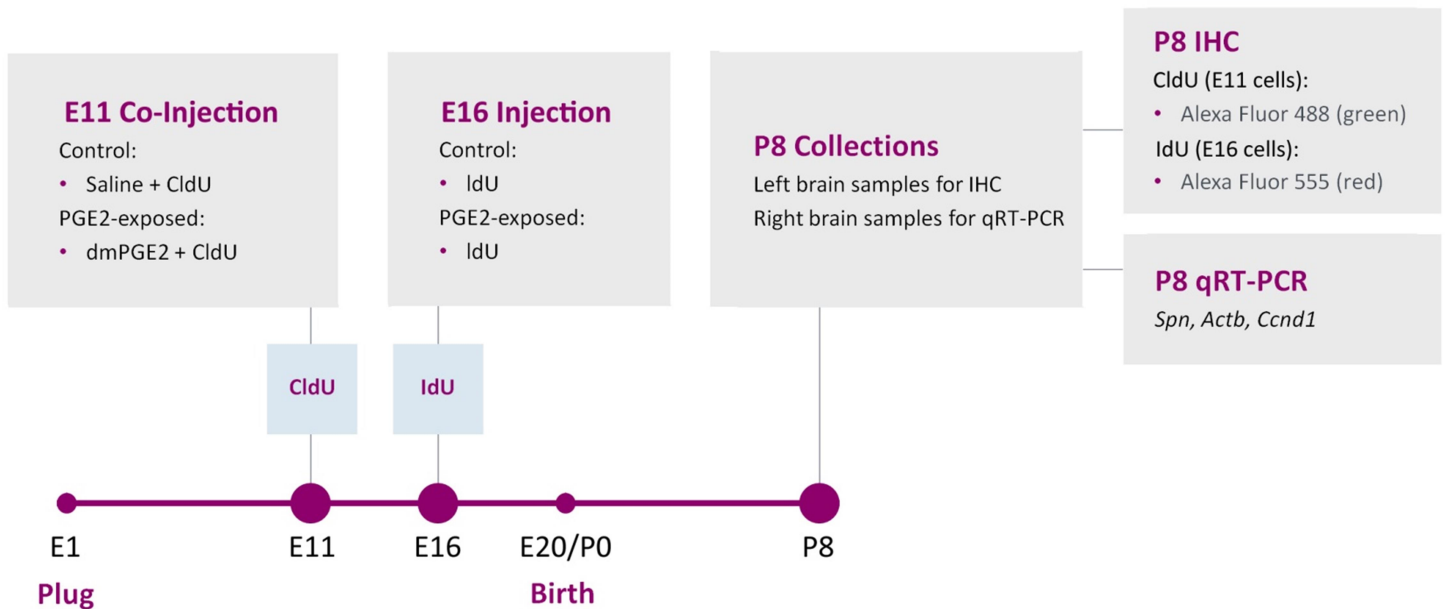 E11 Co-Injection
Control:
• Saline + CldU
PGE2-exposed:
• dmPGE2 + CldU
E16 Injection
Control:
• IdU
PGE2-exposed:
• IdU
P8 Collections
Left brain samples for IHC
Right brain samples for qRT-PCR
P8 IHC
CldU (E11 cells):
• Alexa Fluor 488 (green)
IdU (E16 cells):
• Alexa Fluor 555 (red)
P8 qRT-PCR
Spn, Actb, Ccnd1
CldU
IdU
E1
E11
E16
E20/P0
P8
Plug
Birth